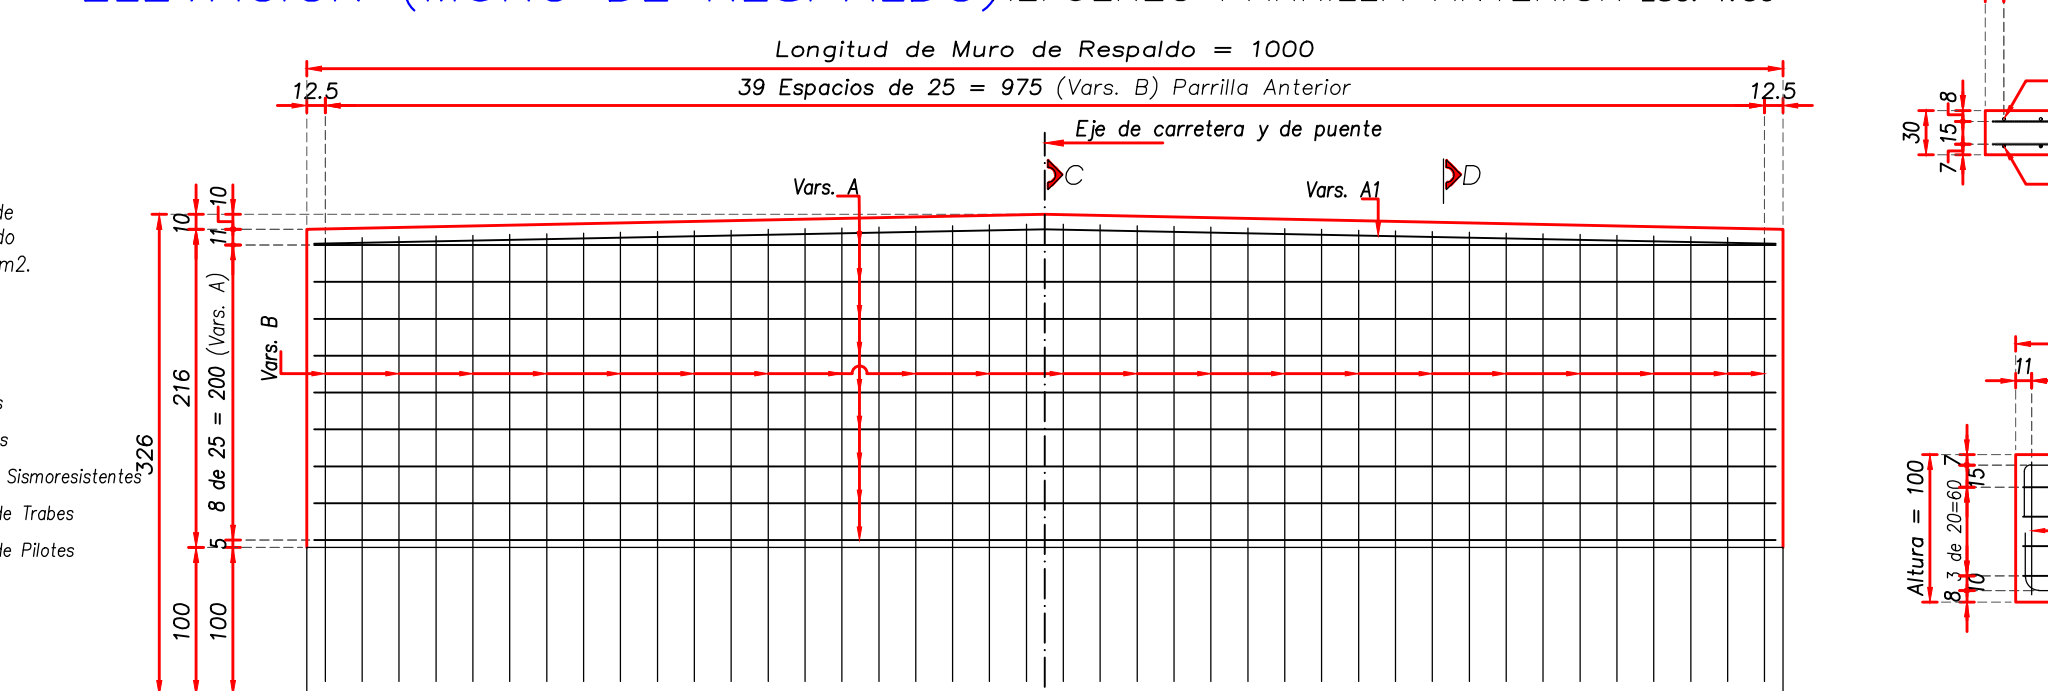 Longitud de Muro de Respaldo = 1000
39 Espacios de 25 = 975 (Vars. B) Parrilla Anterior
12.5
12.5
Eje de carretera y de puente
C
D
Vars. A
Vars. A1
10
10
11
de
do
m2.
8 de 25 = 200 (Vars. A)
Vars. B
216
326
s
s
Sismoresistentes
de Trabes
de Pilotes
5
100
100
30
8
15
7
11
Altura = 100
7
15
3 de 20=60
10
8